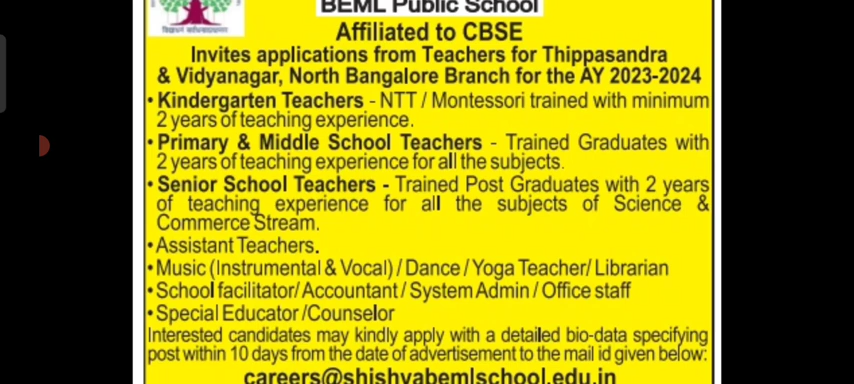 BEML Public School
Affiliated to CBSE
Invites applications from Teachers for Thippasandra
& Vidyanagar, North Bangalore Branch for the AY 2023-2024
• Kindergarten Teachers - NTT / Montessori trained with minimum
2 years of teaching experience.
• Primary & Middle School Teachers - Trained Graduates with
2 years of teaching experience for all the subjects.
• Senior School Teachers - Trained Post Graduates with 2 years
of teaching experience for all the subjects of Science &
Commerce Stream.
• Assistant Teachers.
• Music (Instrumental & Vocal) / Dance / Yoga Teacher/ Librarian
• School facilitator/ Accountant / System Admin / Office staff
• Special Educator /Counselor
Interested candidates may kindly apply with a detailed bio-data specifying
post within 10 days from the date of advertisement to the mail id given below:
careers@shishyabemlschool.edu.in